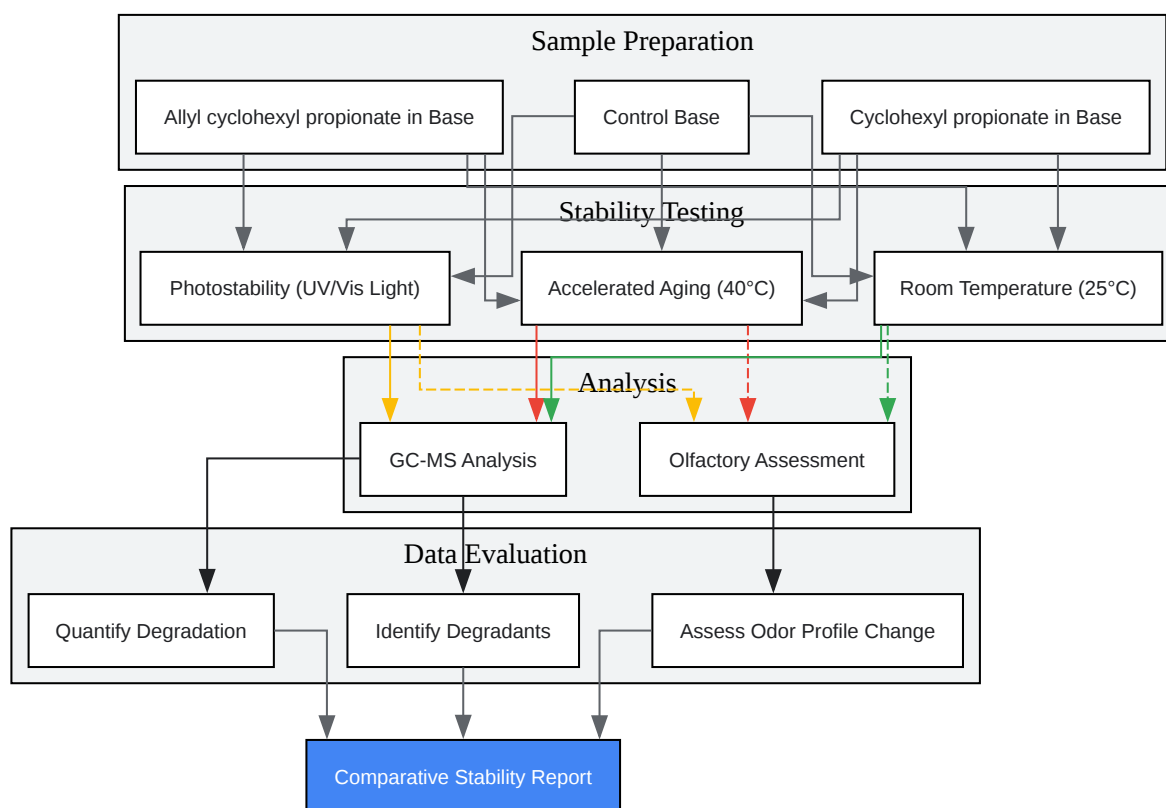 Sample Preparation
Allyl cyclohexyl propionate in Base
Control Base
Cyclohexyl propionate in Base
Stability Testing
Photostability (UV/Vis Light)
Accelerated Aging (40°C)
Room Temperature (25°C)
Analysis
GC-MS Analysis
Olfactory Assessment
Data Evaluation
Quantify Degradation
Identify Degradants
Assess Odor Profile Change
Comparative Stability Report